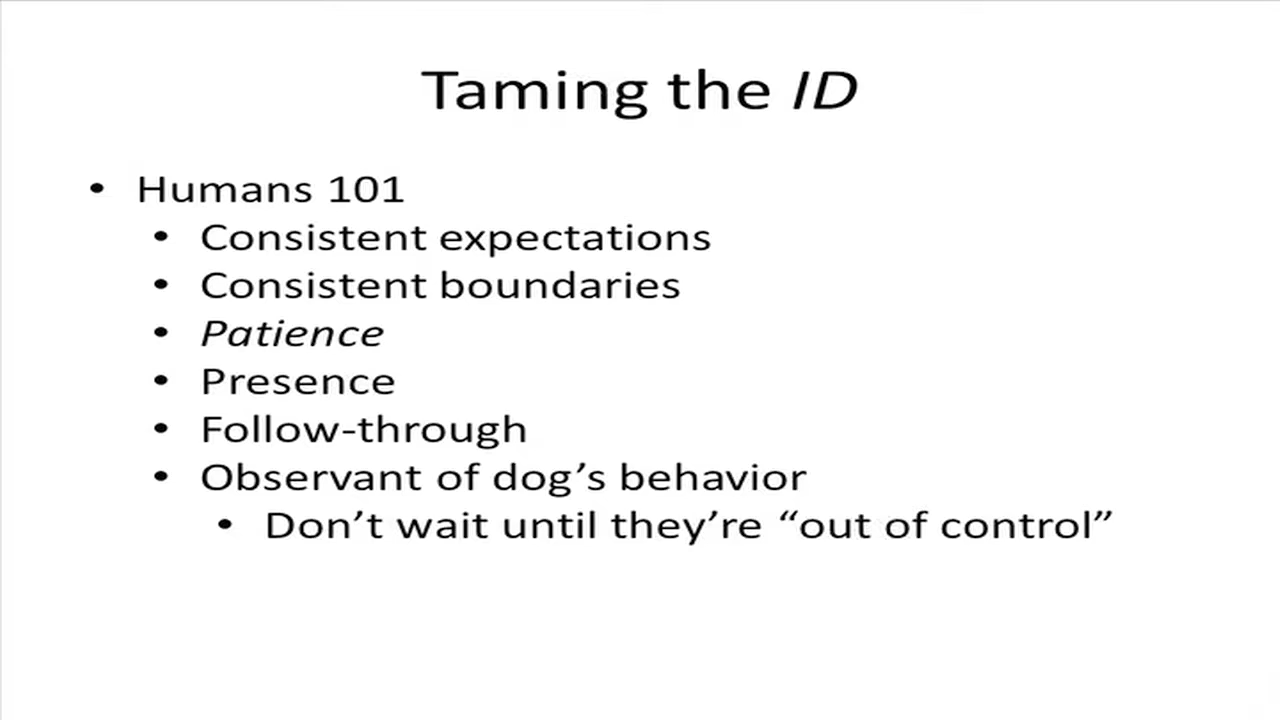 Taming the ID
• Humans 101
• Consistent expectations
• Consistent boundaries
• Patience
• Presence
• Follow-through
• Observant of dog’s behavior
• Don’t wait until they’re “out of control”